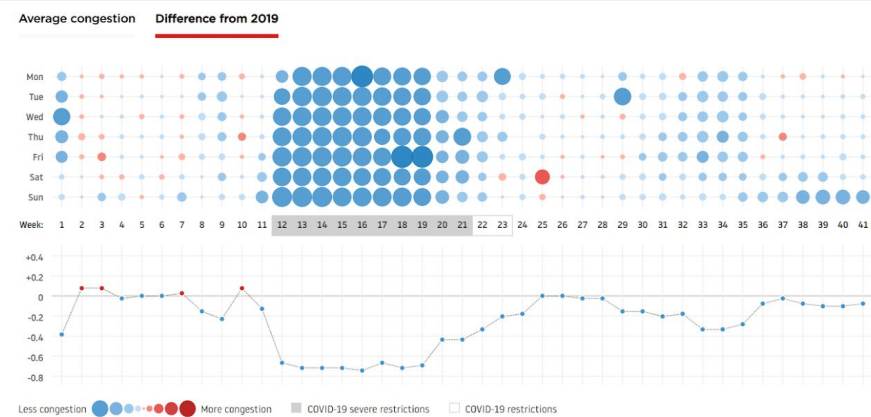 Average congestion Difference from 2019
Mon
Tue
Wed
Thu
Fri
Sat
Sun
Week: 1 2 3 4 5 6 7 8 9 10 11 12 13 14 15 16 17 18 19 20 21 22 23 24 25 26 27 28 29 30 31 32 33 34 35 36 37 38 39 40 41
+0.4
+0.2
0
-0.2
-0.4
-0.6
-0.8
Less congestion More congestion COVID-19 severe restrictions COVID-19 restrictions